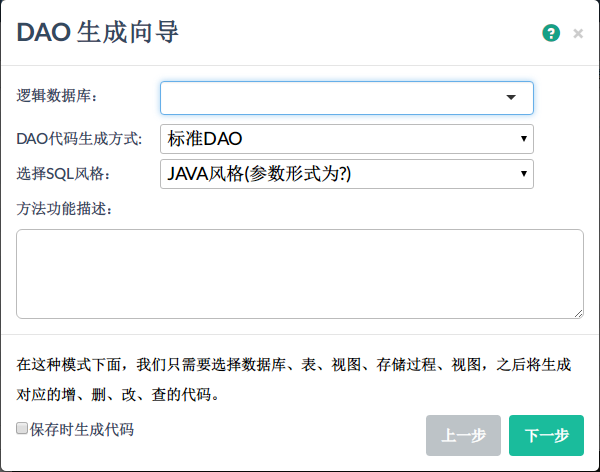 DAO 生成向导
?
×
逻辑数据库：
DAO代码生成方式: 标准DAO
选择SQL风格： JAVA风格(参数形式为?)
方法功能描述：
在这种模式下面，我们只需要选择数据库、表、视图、存储过程、视图，之后将生成
对应的增、删、改、查的代码。
保存时生成代码
上一步 下一步